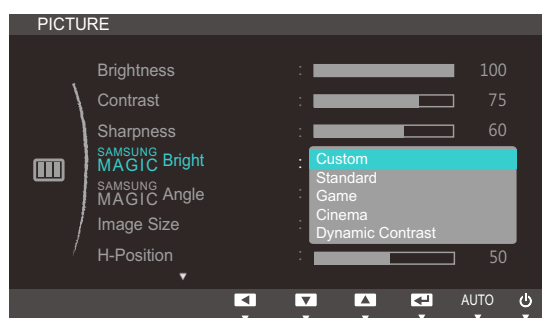 PICTURE
Brightness : 100
Contrast : 75
Sharpness : 60
SAMSUNG MAGIC Bright :
Custom
Standard
Game
Cinema
Dynamic Contrast
SAMSUNG MAGIC Angle :
Image Size :
H-Position : 50
AUTO